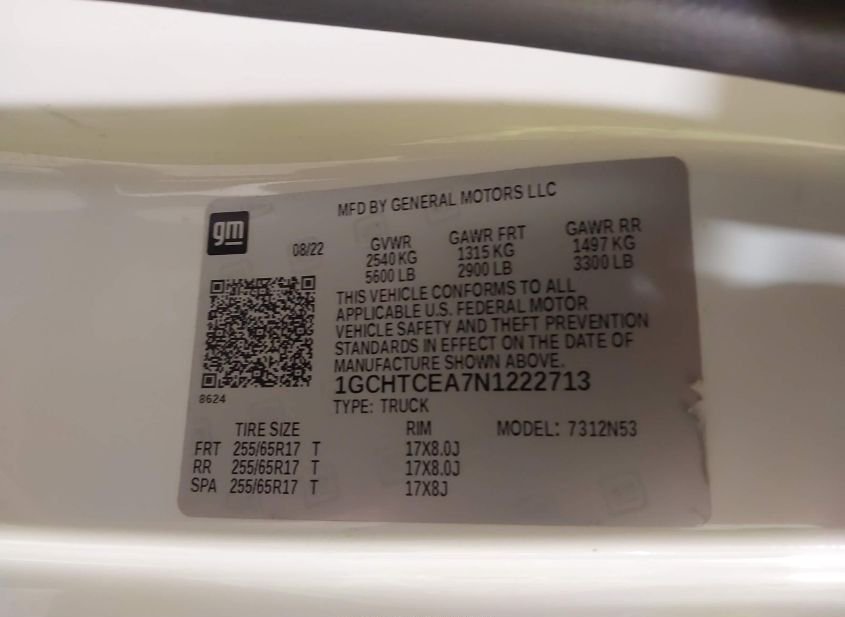 MFD BY GENERAL MOTORS LLC
gm
08/22
GVWR GAWR FRT GAWR RR
2540 KG 1315 KG 1497 KG
5600 LB 2900 LB 3300 LB
THIS VEHICLE CONFORMS TO ALL
APPLICABLE U.S. FEDERAL MOTOR
VEHICLE SAFETY AND THEFT PREVENTION
STANDARDS IN EFFECT ON THE DATE OF
MANUFACTURE SHOWN ABOVE.
1GCHTCEA7N1222713
8624
TYPE: TRUCK
TIRE SIZE RIM MODEL: 7312N53
FRT 255/65R17 T 17X8.0J
RR 255/65R17 T 17X8.0J
SPA 255/65R17 T 17X8J